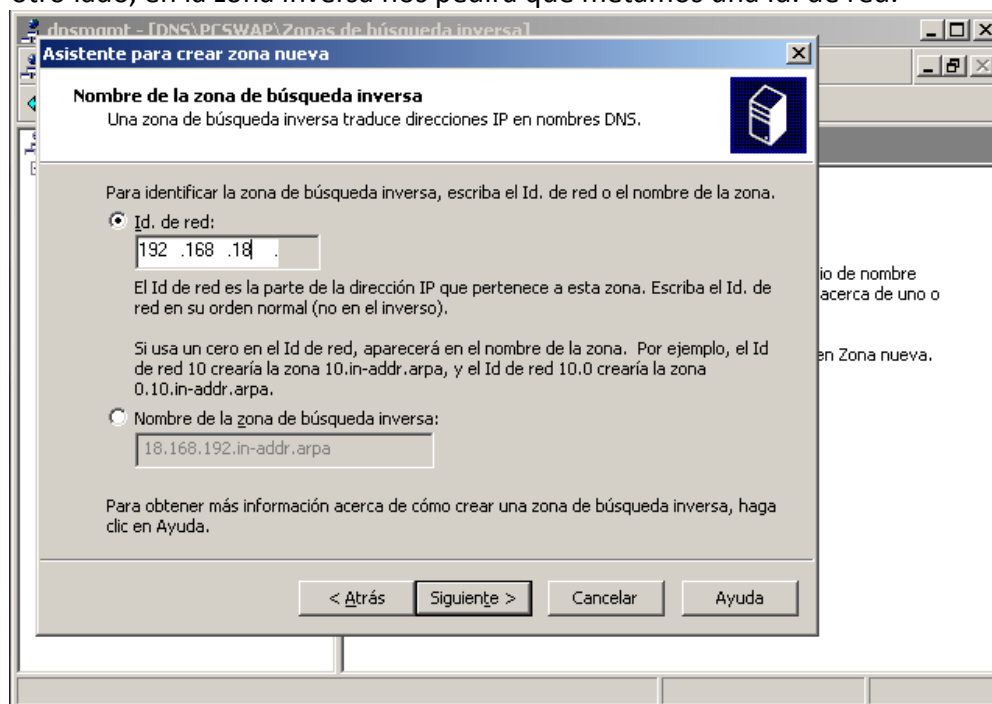 otro lado, en la zona inversa nos pedirá que metamos una id. de red.
dnsmgmt - [DNS\PCSWAP\Zonas de búsqueda inversa]
Asistente para crear zona nueva
Nombre de la zona de búsqueda inversa
Una zona de búsqueda inversa traduce direcciones IP en nombres DNS.
Para identificar la zona de búsqueda inversa, escriba el Id. de red o el nombre de la zona.
Id. de red:
192 .168 .18 .
El Id de red es la parte de la dirección IP que pertenece a esta zona. Escriba el Id. de
red en su orden normal (no en el inverso).
io de nombre
acerca de uno o
Si usa un cero en el Id de red, aparecerá en el nombre de la zona. Por ejemplo, el Id
de red 10 crearía la zona 10.in-addr.arpa, y el Id de red 10.0 crearía la zona
0.10.in-addr.arpa.
en Zona nueva.
Nombre de la zona de búsqueda inversa:
18.168.192.in-addr.arpa
Para obtener más información acerca de cómo crear una zona de búsqueda inversa, haga
clic en Ayuda.
< Atrás Siguiente > Cancelar Ayuda